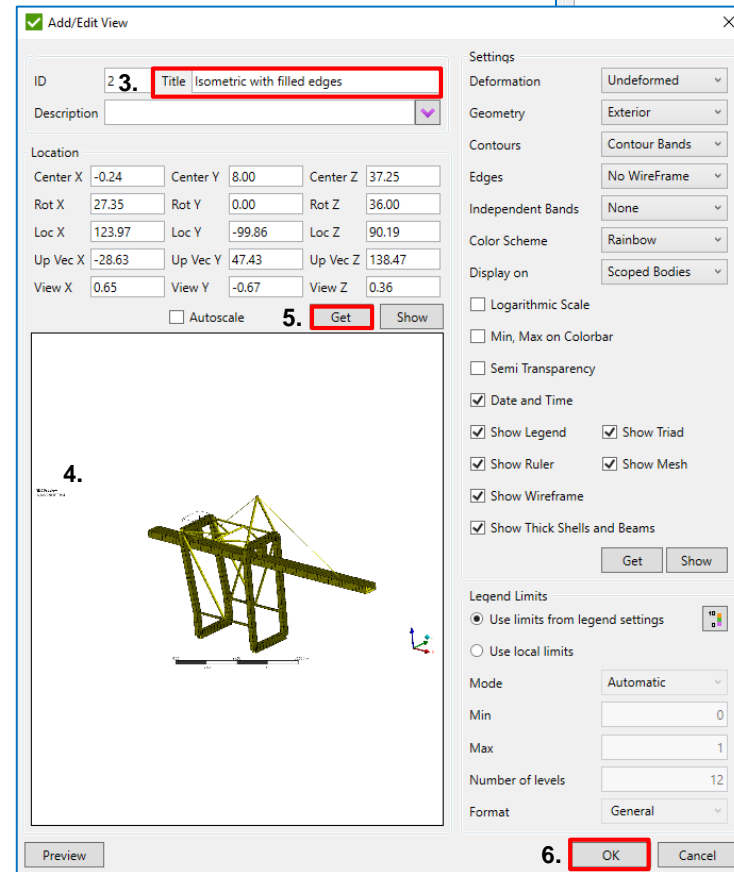 Add/Edit View
ID 2 3. Title Isometric with filled edges
Description
Location
Center X -0.24 Center Y 8.00 Center Z 37.25
Rot X 27.35 Rot Y 0.00 Rot Z 36.00
Loc X 123.97 Loc Y -99.86 Loc Z 90.19
Up Vec X -28.63 Up Vec Y 47.43 Up Vec Z 138.47
View X 0.65 View Y -0.67 View Z 0.36
Autoscale 5. Get Show
4.
Preview
Settings
Deformation Undeformed
Geometry Exterior
Contours Contour Bands
Edges No WireFrame
Independent Bands None
Color Scheme Rainbow
Display on Scoped Bodies
Logarithmic Scale
Min, Max on Colorbar
Semi Transparency
Date and Time
Show Legend Show Triad
Show Ruler Show Mesh
Show Wireframe
Show Thick Shells and Beams
Get Show
Legend Limits
Use limits from legend settings
Use local limits
Mode Automatic
Min 0
Max 1
Number of levels 12
Format General
6. OK Cancel